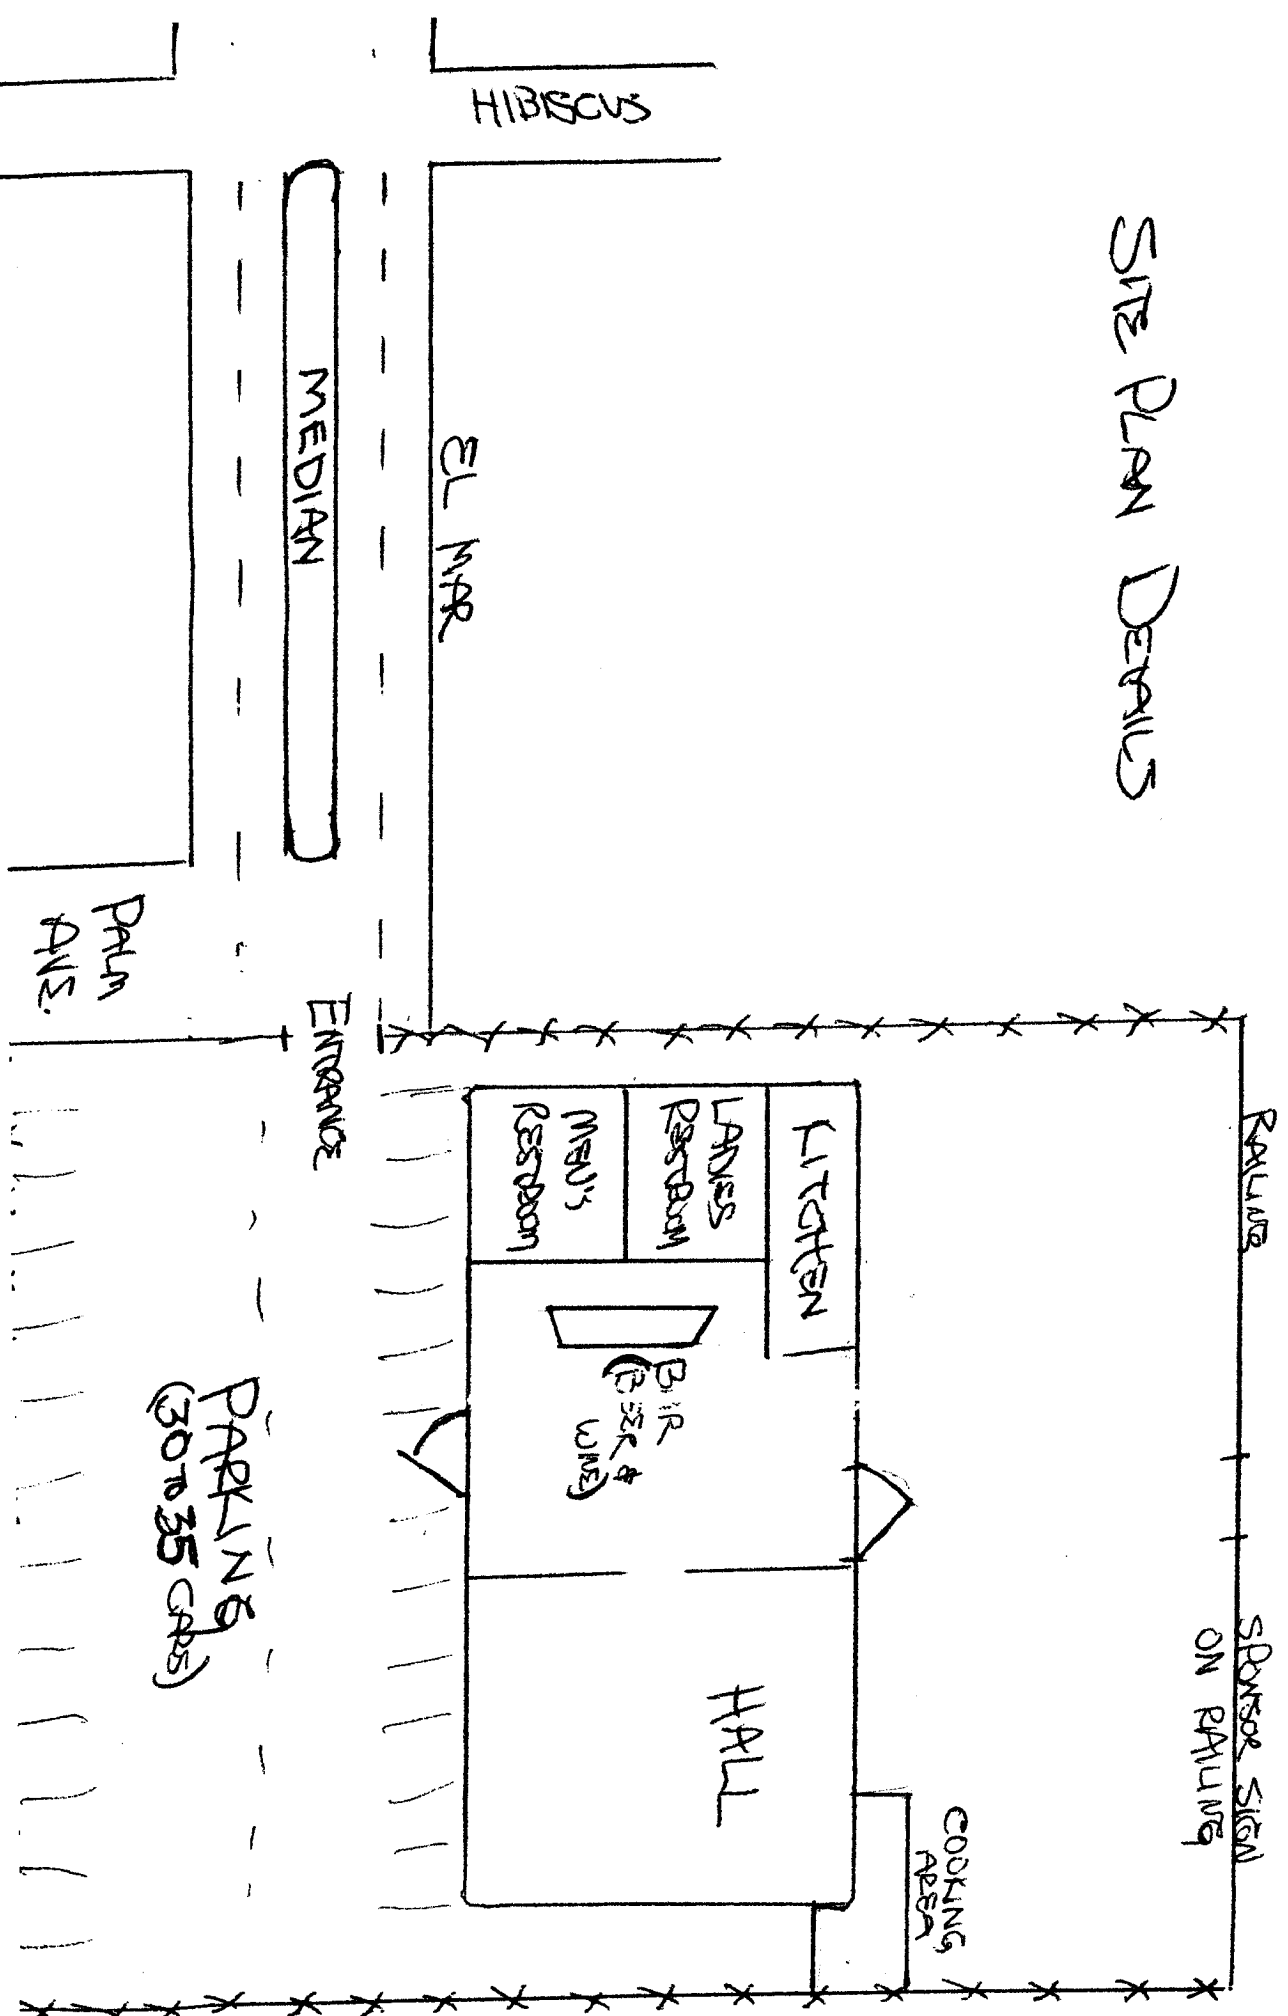 SITE PLAN DETAILS
HIBISCUS
EL MAR
MEDIAN
PALM
AVE.
ENTRANCE
RAILING
SPONSOR SIGN
ON RAILING
KITCHEN
LADIES
RESTROOM
MEN'S
RESTROOM
BAR
(BEER &
WINE)
HALL
COOKING
AREA
PARKING
(30 TO 35 CARS)